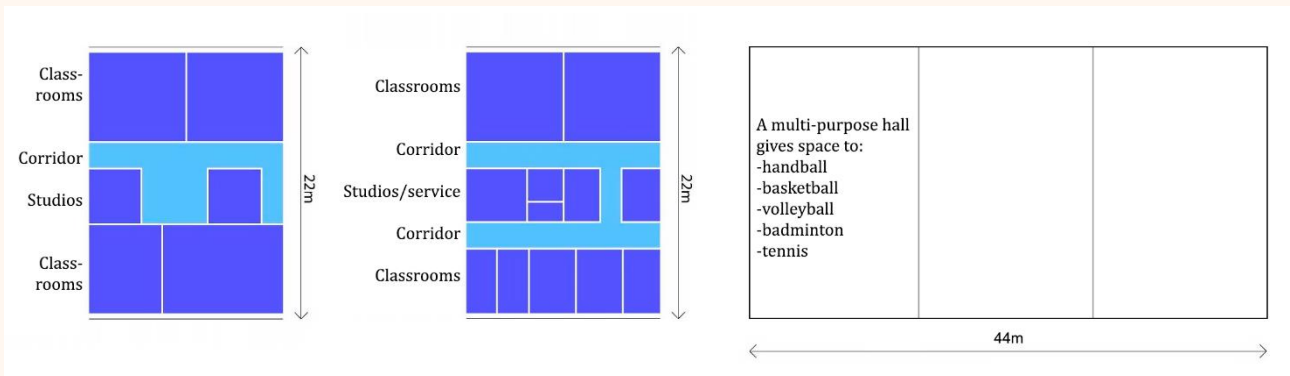 Class-
rooms
Corridor
Studios
Class-
rooms
22m
Classrooms
Corridor
Studios/service
Corridor
Classrooms
22m
A multi-purpose hall
gives space to:
-handball
-basketball
-volleyball
-badminton
-tennis
44m